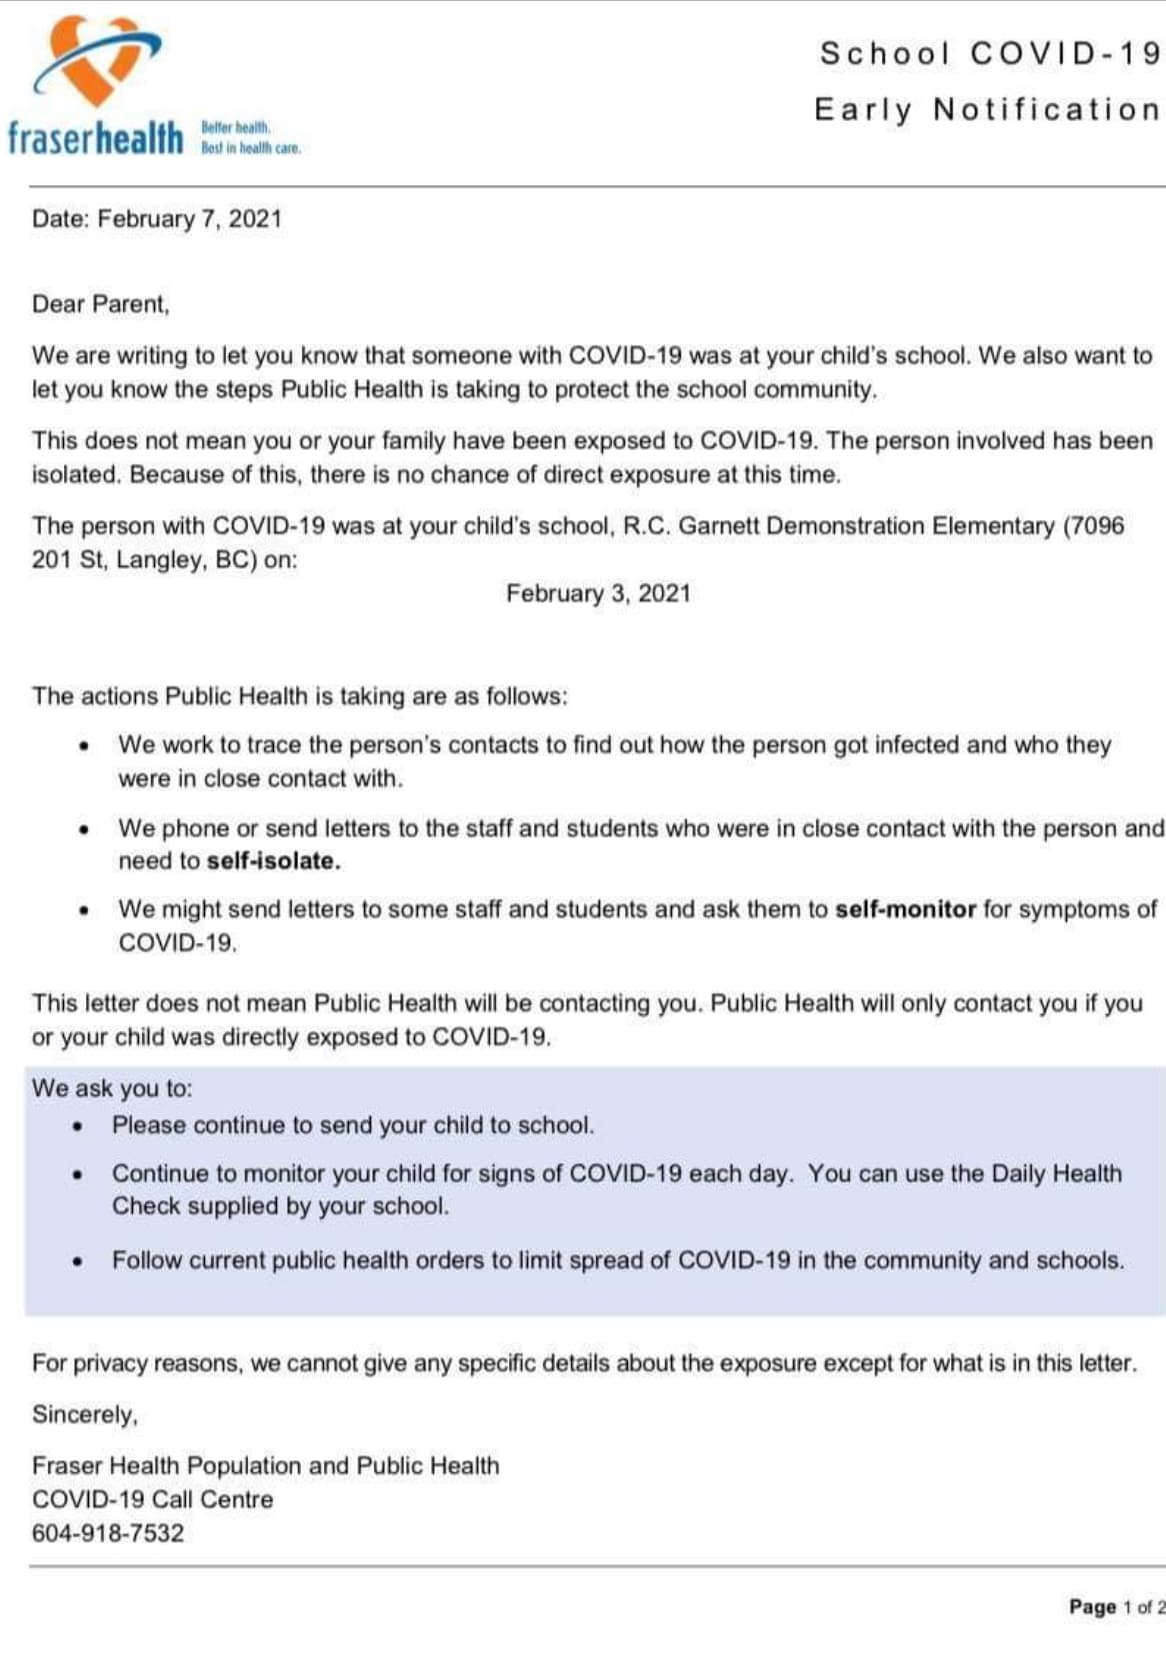 fraserhealth
Better health.
Best in health care.
School COVID-19
Early Notification
Date: February 7, 2021
Dear Parent,
We are writing to let you know that someone with COVID-19 was at your child's school. We also want to
let you know the steps Public Health is taking to protect the school community.
This does not mean you or your family have been exposed to COVID-19. The person involved has been
isolated. Because of this, there is no chance of direct exposure at this time.
The person with COVID-19 was at your child's school, R.C. Garnett Demonstration Elementary (7096
201 St, Langley, BC) on:
February 3, 2021
The actions Public Health is taking are as follows:
• We work to trace the person's contacts to find out how the person got infected and who they
were in close contact with.
• We phone or send letters to the staff and students who were in close contact with the person and
need to self-isolate.
• We might send letters to some staff and students and ask them to self-monitor for symptoms of
COVID-19.
This letter does not mean Public Health will be contacting you. Public Health will only contact you if you
or your child was directly exposed to COVID-19.
We ask you to:
• Please continue to send your child to school.
• Continue to monitor your child for signs of COVID-19 each day. You can use the Daily Health
Check supplied by your school.
• Follow current public health orders to limit spread of COVID-19 in the community and schools.
For privacy reasons, we cannot give any specific details about the exposure except for what is in this letter.
Sincerely,
Fraser Health Population and Public Health
COVID-19 Call Centre
604-918-7532
Page 1 of 2